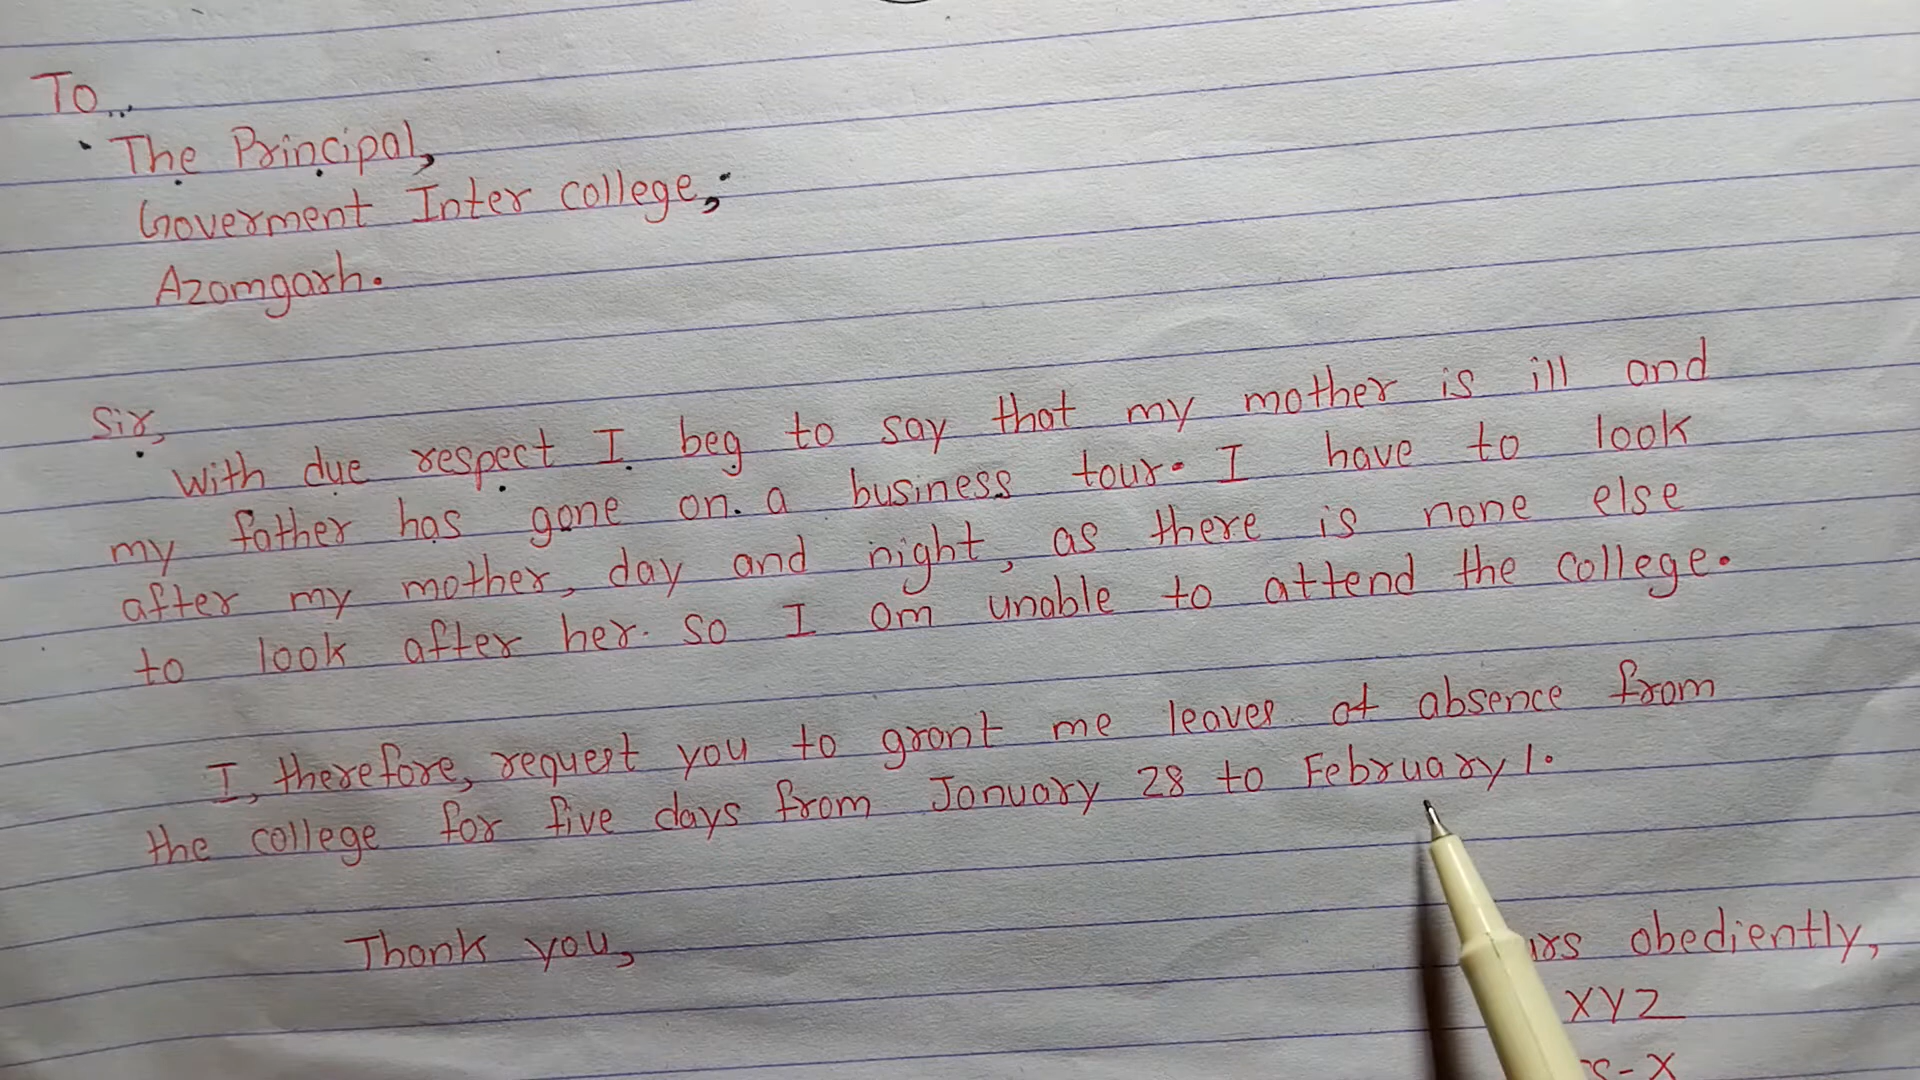 To,
The Principal,
Goverment Inter college,
Azamgarh.
Sir,
With due respect I beg to say that my mother is ill and
my father has gone on a business tour. I have to look
after my mother, day and night, as there is none else
to look after her. So I am unable to attend the college.
I, therefore, request you to grant me leaves of absence from
the college for five days from January 28 to February 1.
Thank you,
urs obediently,
XYZ
- X